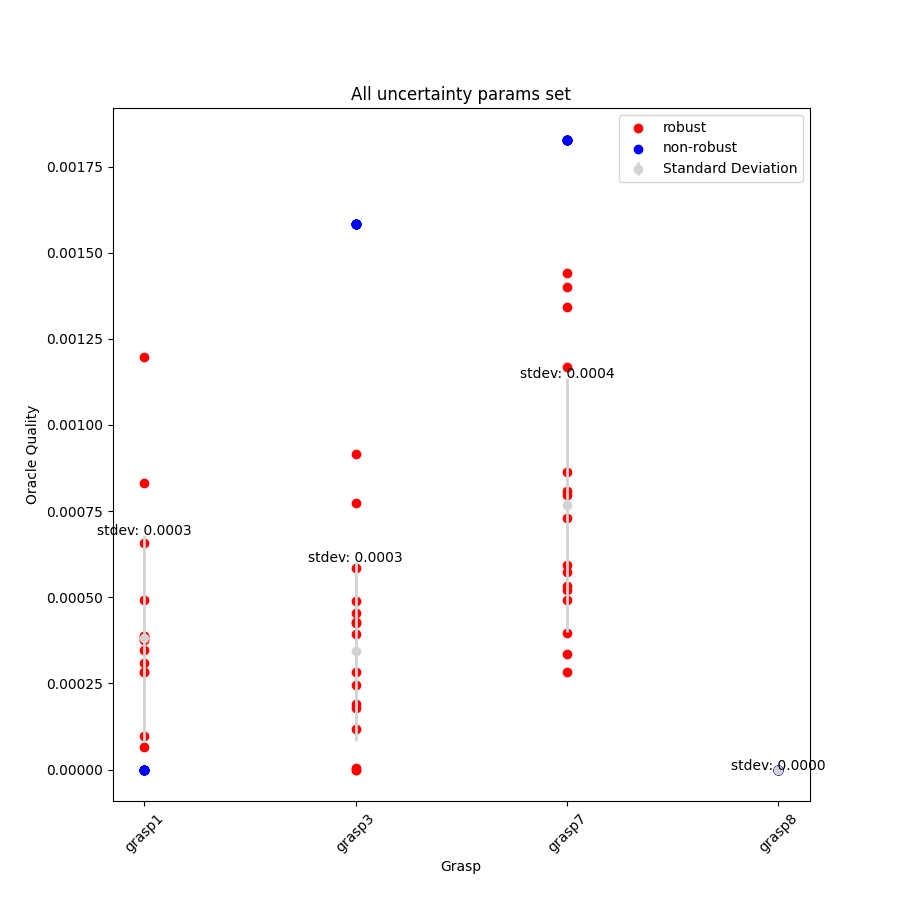 All uncertainty params set
robust
non-robust
Standard Deviation
0.00175
0.00150
0.00125
0.00100
0.00075
0.00050
0.00025
0.00000
Oracle Quality
stdev: 0.0003
stdev: 0.0003
stdev: 0.0004
stdev: 0.0000
grasp1
grasp3
grasp7
grasp8
Grasp